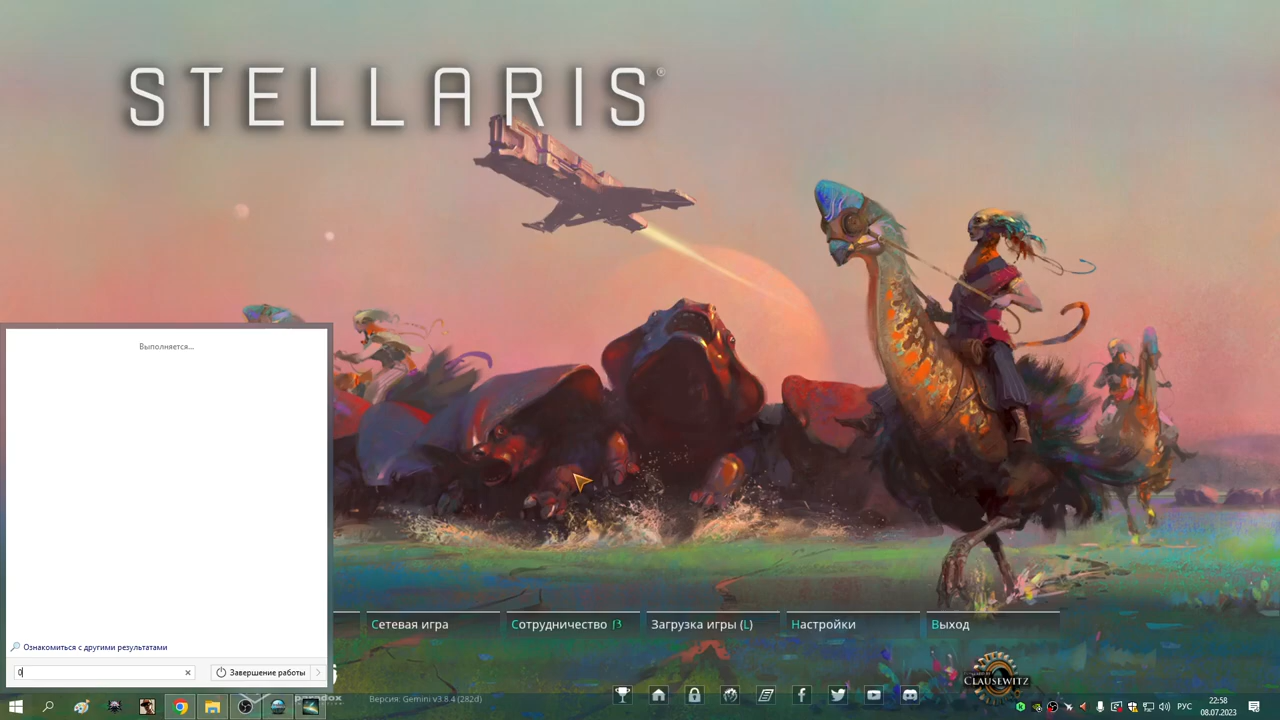 STELLARIS®
Выполняется...
Ознакомиться с другими результатами
Завершение работы
Сетевая игра
Сотрудничество
Загрузка игры (L)
Настройки
Выход
CLAUSEWITZ
paradox
Версия: Gemini v3.8.4 (282d)
РУС
22:58
08.07.2023